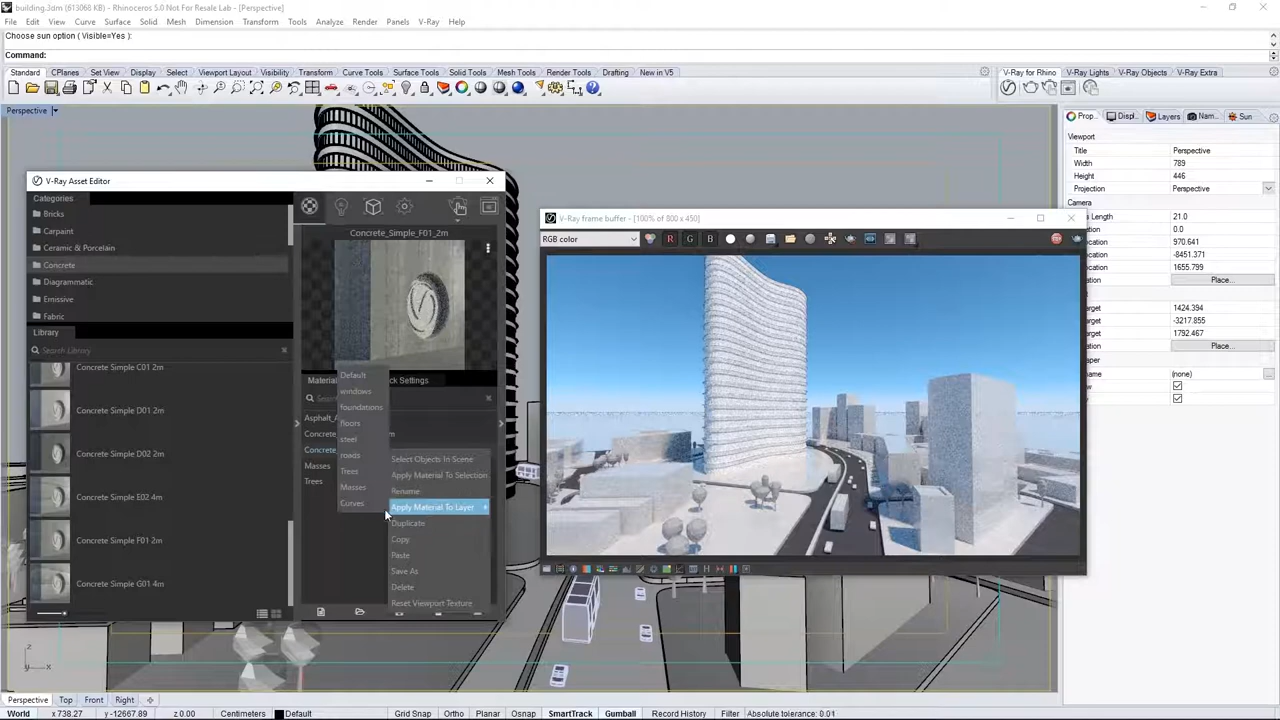 building.3dm (613066 KB) - Rhinoceros 5.0 Not For Resale Lab - [Perspective]
File Edit View Curve Surface Solid Mesh Dimension Transform Tools Analyze Render Panels V-Ray Help
Choose sun option ( Visible=Yes ):
Command:
Standard CPlanes Set View Display Select Viewport Layout Visibility Transform Curve Tools Surface Tools Solid Tools Mesh Tools Render Tools Drafting New in V5
V-Ray for Rhino V-Ray Lights V-Ray Objects V-Ray Extra
Perspective
Prop... Displ... Layers Nam... Sun
Viewport
Title Perspective
Width 789
Height 446
Projection Perspective
Camera
Length 21.0
0.0
970.641
-8451.371
1655.799
Place...
1424.394
-3217.855
1792.467
Place...
(none)
V-Ray Asset Editor
Categories
Bricks
Carpaint
Ceramic & Porcelain
Concrete
Diagrammatic
Emissive
Fabric
Library
Search Library
Concrete Simple C01 2m
Concrete Simple D01 2m
Concrete Simple D02 2m
Concrete Simple E02 4m
Concrete Simple F01 2m
Concrete Simple G01 4m
Concrete_Simple_F01_2m
Default
windows
foundations
floors
steel
roads
Trees
Masses
Curves
Masses
Trees
Select Objects In Scene
Apply Material To Selection
Rename
Apply Material To Layer
Duplicate
Copy
Paste
Save As
Delete
Reset Viewport Texture
V-Ray frame buffer - [100% of 800 x 450]
RGB color
R G B
z
y x
Perspective Top Front Right
World x 738.27 y -12667.89 z 0.00 Centimeters Default Grid Snap Ortho Planar Osnap SmartTrack Gumball Record History Filter Absolute tolerance: 0.01